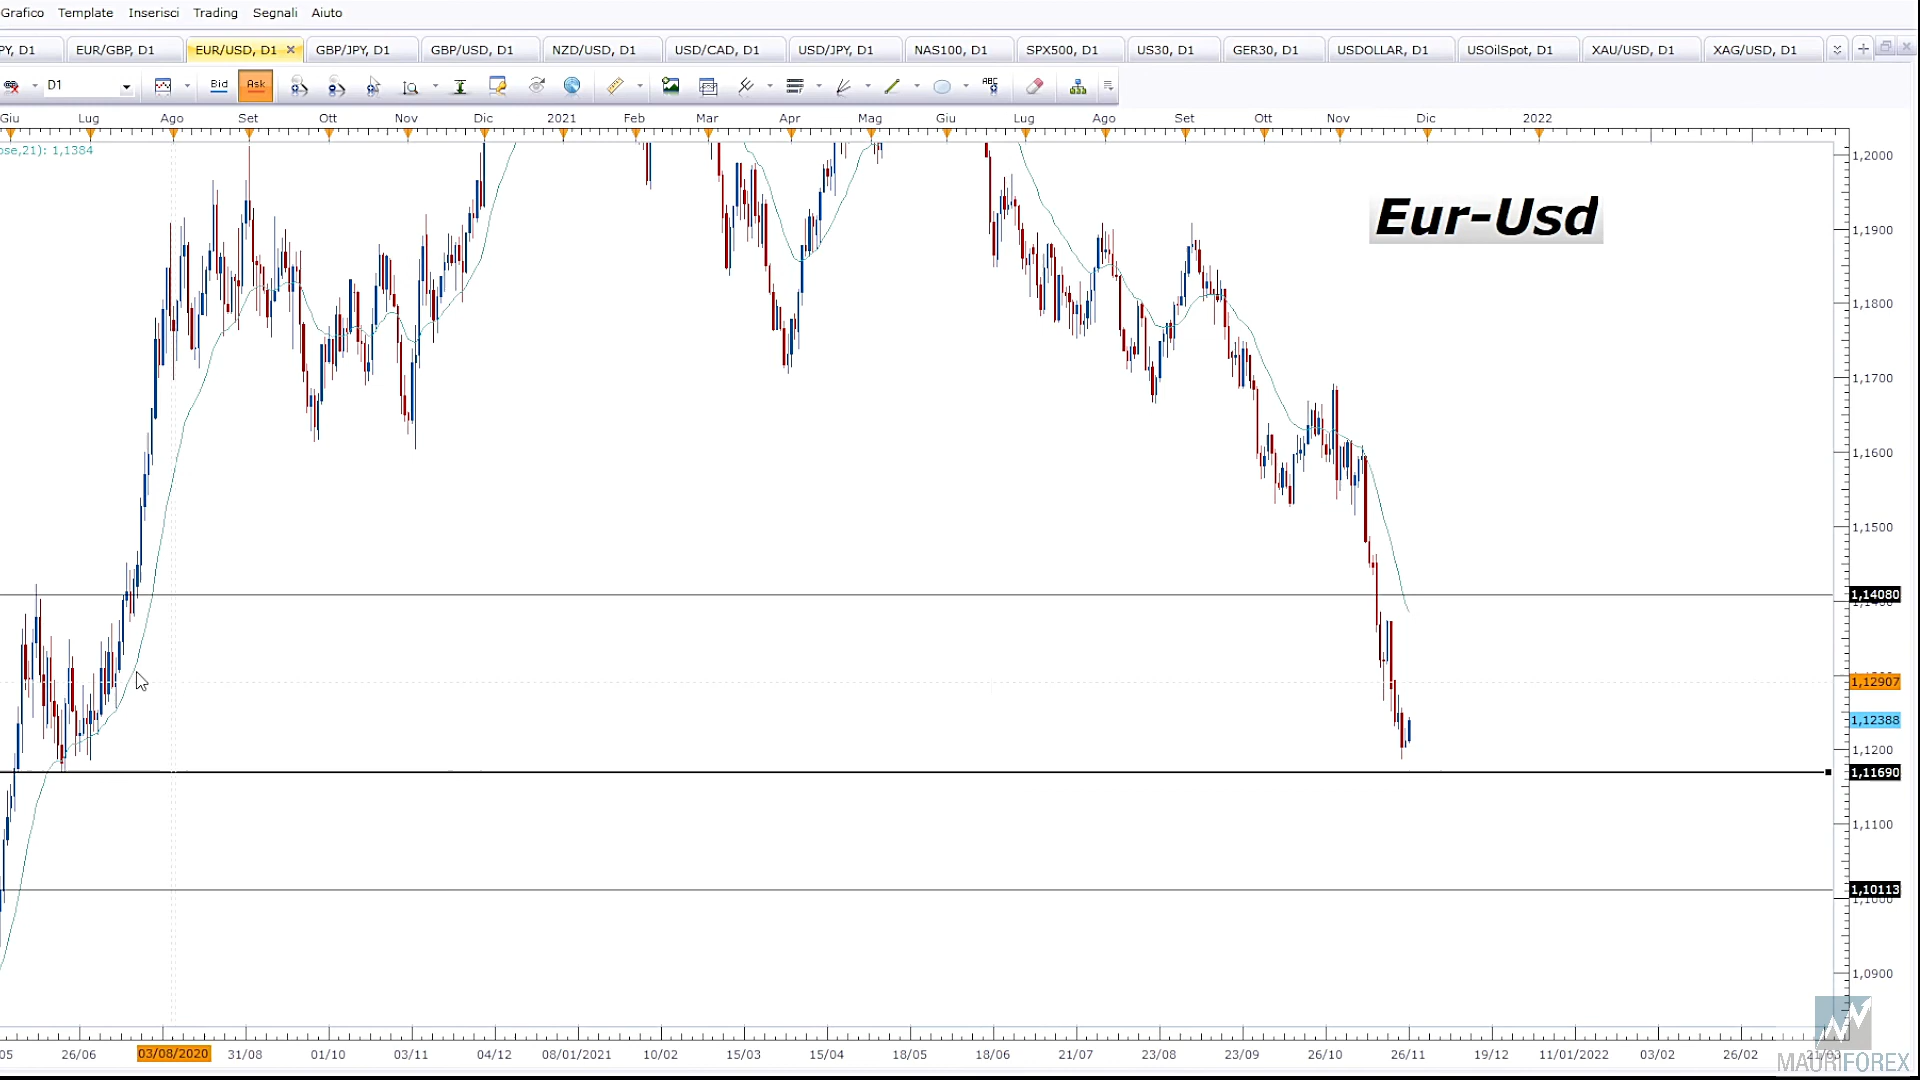 Grafico Template Inserisci Trading Segnali Aiuto
PY, D1 EUR/GBP, D1 EUR/USD, D1 GBP/JPY, D1 GBP/USD, D1 NZD/USD, D1 USD/CAD, D1 USD/JPY, D1 NAS100, D1 SPX500, D1 US30, D1 GER30, D1 USDOLLAR, D1 USOilSpot, D1 XAU/USD, D1 XAG/USD, D1
D1 Bid Ask ABC
Giu Lug Ago Set Ott Nov Dic 2021 Feb Mar Apr Mag Giu Lug Ago Set Ott Nov Dic 2022
ose,21): 1,1384
1,2000
Eur-Usd
1,1900
1,1800
1,1700
1,1600
1,1500
1,14080
1,12907
1,12388
1,1200
1,11690
1,1100
1,10113
1,1000
1,0900
05 26/06 03/08/2020 31/08 01/10 03/11 04/12 08/01/2021 10/02 15/03 15/04 18/05 18/06 21/07 23/08 23/09 26/10 26/11 19/12 11/01/2022 03/02 26/02 21/03
MAURIFOREX